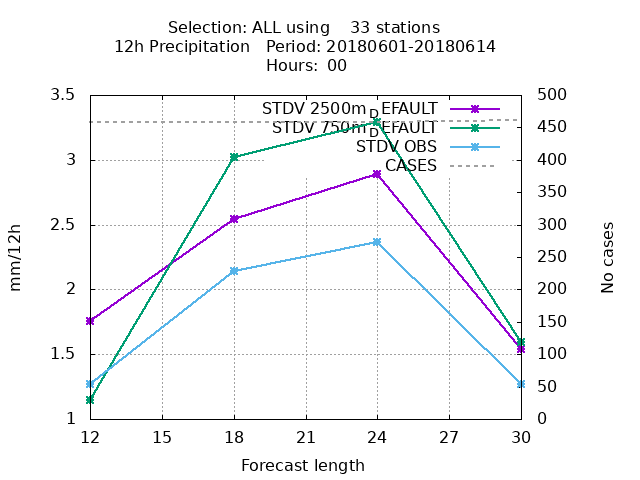 Selection: ALL using 33 stations
12h Precipitation Period: 20180601-20180614
Hours: 00
3.5
3
2.5
2
1.5
1
500
450
400
350
300
250
200
150
100
50
0
STDV 2500m_DEFAULT
STDV 750m_DEFAULT
STDV OBS
CASES
mm/12h
No cases
12 15 18 21 24 27 30
Forecast length